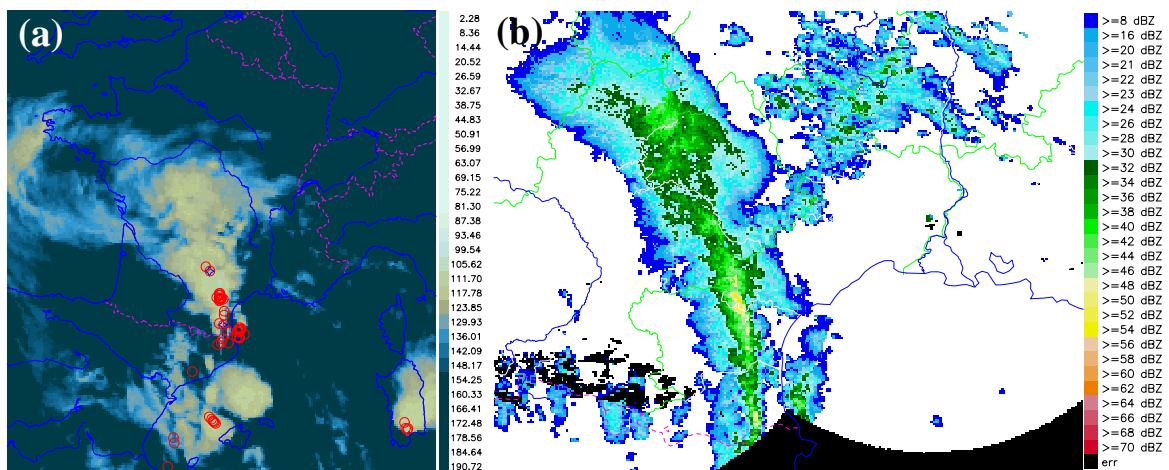 (a)
2.28
8.36
14.44
20.52
26.59
32.67
38.75
44.83
50.91
56.99
63.07
69.15
75.22
81.30
87.38
93.46
99.54
105.62
111.70
117.78
123.85
129.93
136.01
142.09
148.17
154.25
160.33
166.41
172.49
178.56
184.64
190.72
(b)
>=8 dBZ
>=16 dBZ
>=20 dBZ
>=21 dBZ
>=22 dBZ
>=23 dBZ
>=24 dBZ
>=26 dBZ
>=28 dBZ
>=30 dBZ
>=32 dBZ
>=34 dBZ
>=36 dBZ
>=38 dBZ
>=40 dBZ
>=42 dBZ
>=44 dBZ
>=46 dBZ
>=48 dBZ
>=50 dBZ
>=52 dBZ
>=54 dBZ
>=56 dBZ
>=58 dBZ
>=60 dBZ
>=62 dBZ
>=64 dBZ
>=66 dBZ
>=68 dBZ
>=70 dBZ
err